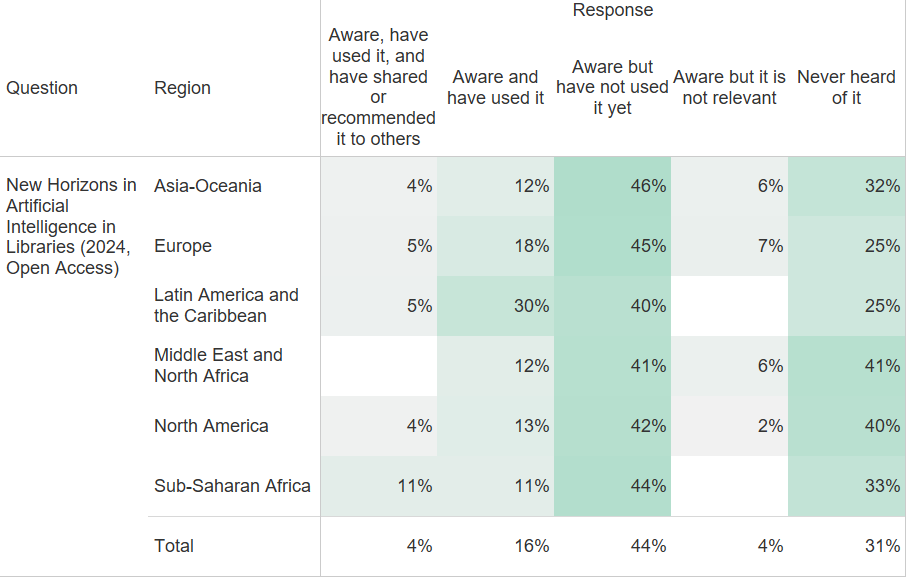 Response
Question
Region
Aware, have
used it, and
have shared
or
recommended
it to others
Aware and
have used it
Aware but
have not used
it yet
Aware but it is
not relevant
Never heard
of it
New Horizons in
Artificial
Intelligence in
Libraries (2024,
Open Access)
Asia-Oceania 4% 12% 46% 6% 32%
Europe 5% 18% 45% 7% 25%
Latin America and
the Caribbean 5% 30% 40% 25%
Middle East and
North Africa 12% 41% 6% 41%
North America 4% 13% 42% 2% 40%
Sub-Saharan Africa 11% 11% 44% 33%
Total 4% 16% 44% 4% 31%